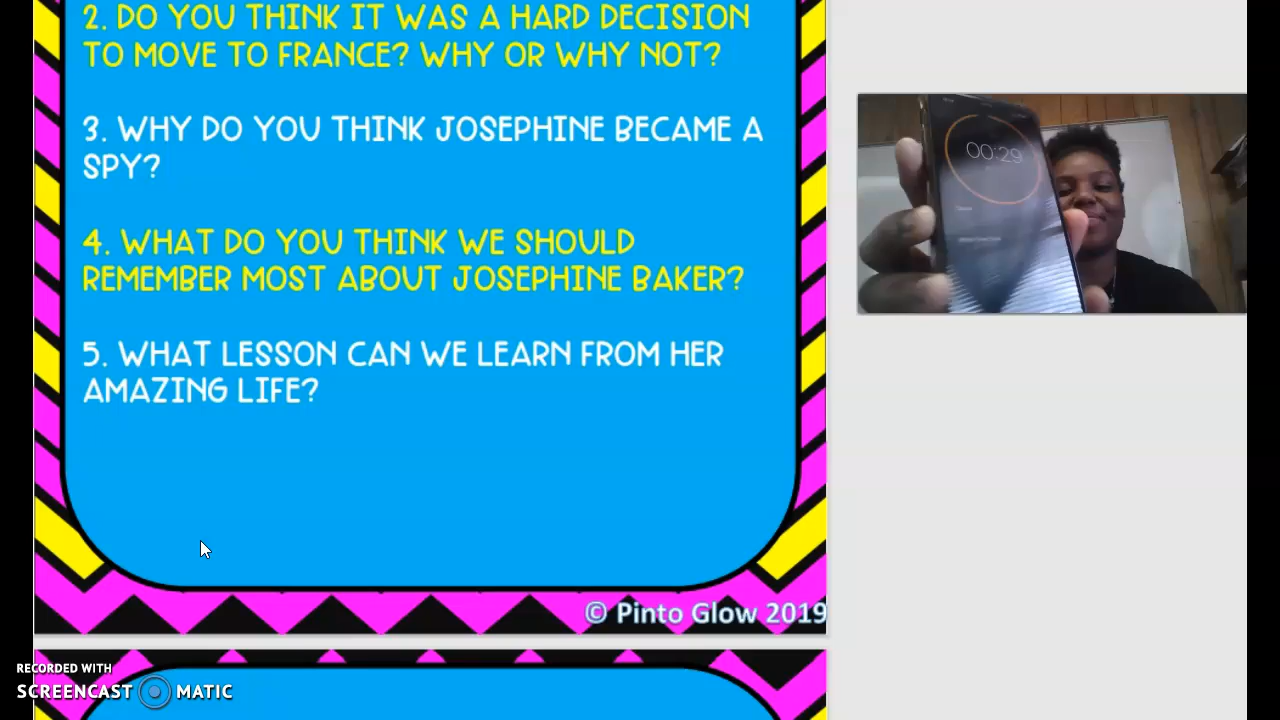 2. DO YOU THINK IT WAS A HARD DECISION
TO MOVE TO FRANCE? WHY OR WHY NOT?
3. WHY DO YOU THINK JOSEPHINE BECAME A
SPY?
4. WHAT DO YOU THINK WE SHOULD
REMEMBER MOST ABOUT JOSEPHINE BAKER?
5. WHAT LESSON CAN WE LEARN FROM HER
AMAZING LIFE?
© Pinto Glow 2019
00:29
RECORDED WITH
SCREENCAST MATIC